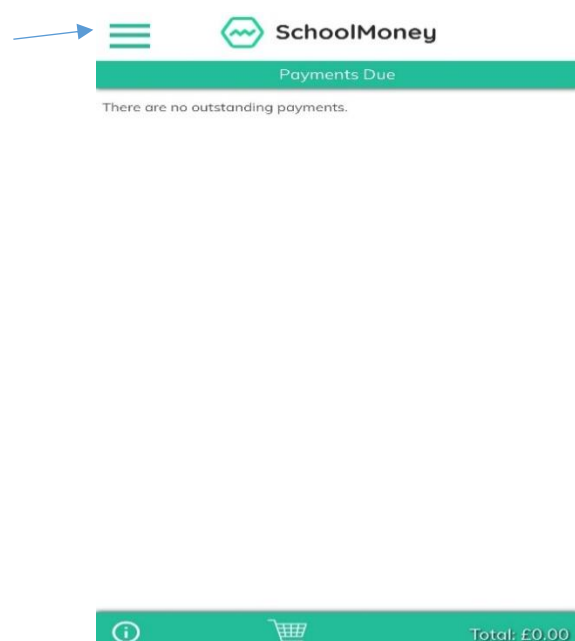 SchoolMoney
Payments Due
There are no outstanding payments.
Total: £0.00